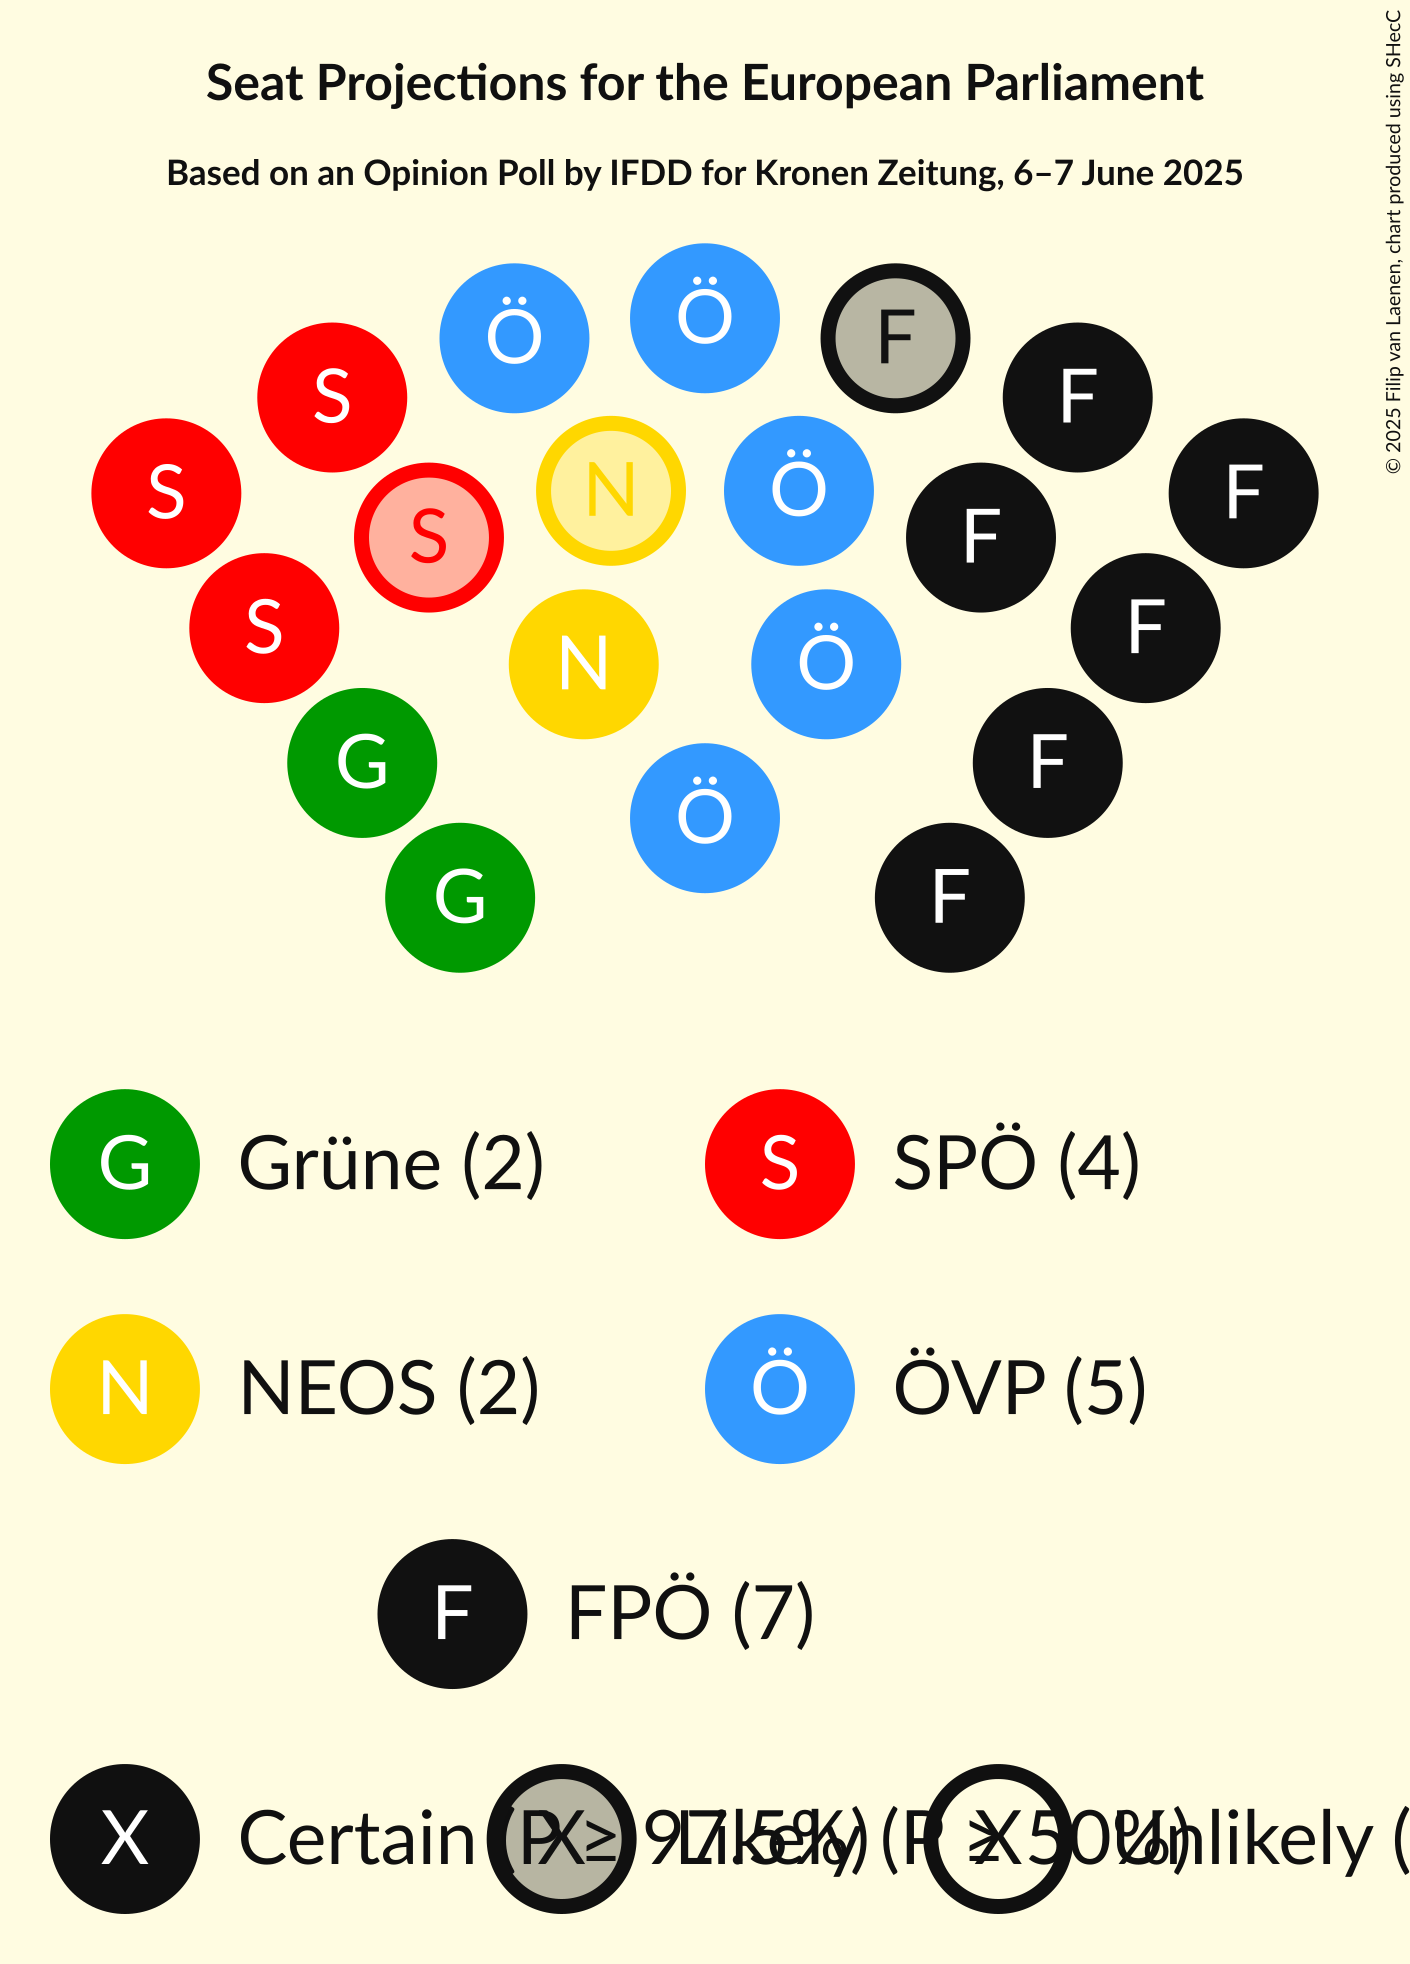 Seat Projections for the European Parliament
Based on an Opinion Poll by IFDD for Kronen Zeitung, 6–7 June 2025
© 2025 Filip van Laenen, chart produced using SHecC
Ö
Ö F
S F
S N Ö F
S F F
S N Ö F
G F
Ö
G F
G Grüne (2) S SPÖ (4)
N NEOS (2) Ö ÖVP (5)
F FPÖ (7)
X Certain (P ≥ 97.5%) X Likely (P ≥ 50%) X Unlikely (